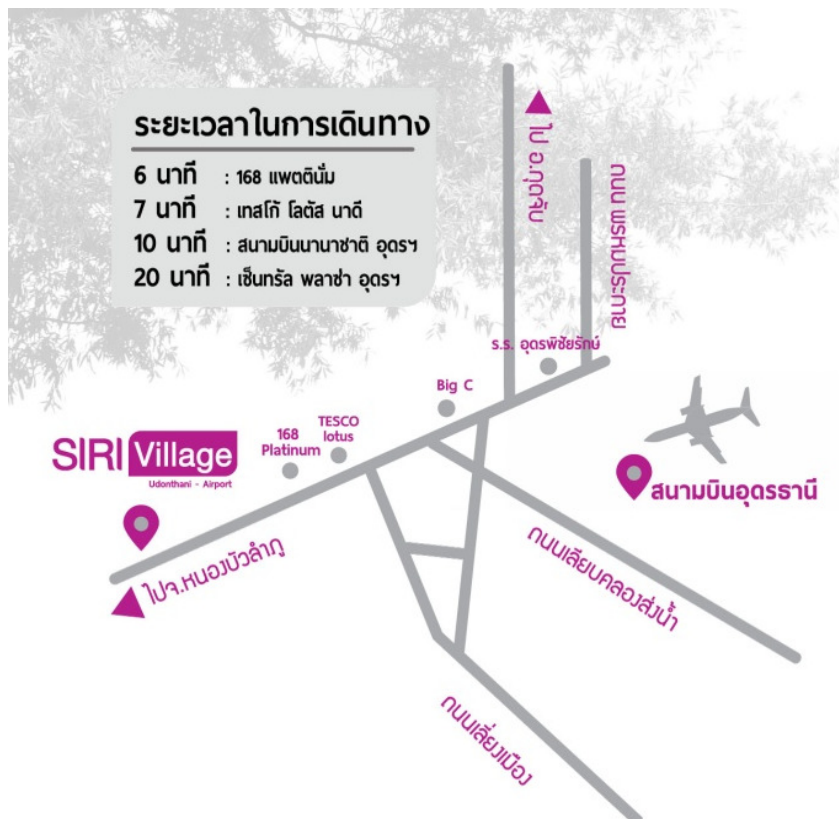 ระยะเวลาในการเดินทาง
6 นาที : 168 แพตตินั่ม
7 นาที : เทสโก้ โลตัส นาดี
10 นาที : สนามบินนานาชาติ อุดรฯ
20 นาที : เซ็นทรัล พลาซ่า อุดรฯ
ไป อ.กุดจับ
ถนน พรหมประกาย
ร.ร. อุดรพิชัยรักษ์
Big C
TESCO
lotus
168
Platinum
SIRI Village
Udonthani - Airport
สนามบินอุดรธานี
ไปจ.หนองบัวลำภู
ถนนเลียบคลองส่งน้ำ
ถนนเลี่ยงเมือง